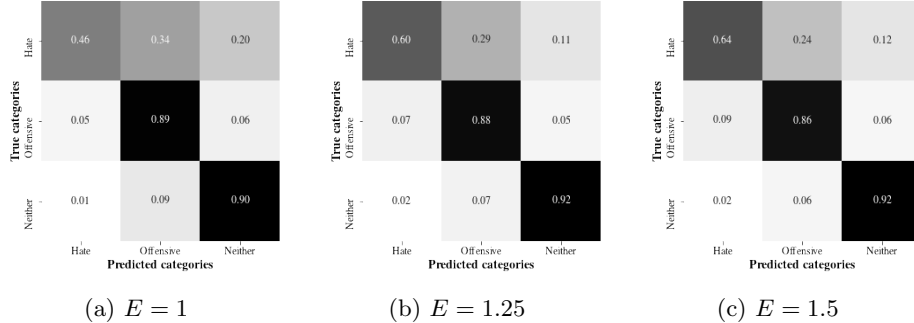 Hate 0.46 0.34 0.20
Offensive 0.05 0.89 0.06
Neither 0.01 0.09 0.90
True categories
Hate Offensive Neither
Predicted categories
(a) E = 1
Hate 0.60 0.29 0.11
Offensive 0.07 0.88 0.05
Neither 0.02 0.07 0.92
True categories
Hate Offensive Neither
Predicted categories
(b) E = 1.25
Hate 0.64 0.24 0.12
Offensive 0.09 0.86 0.06
Neither 0.02 0.06 0.92
True categories
Hate Offensive Neither
Predicted categories
(c) E = 1.5